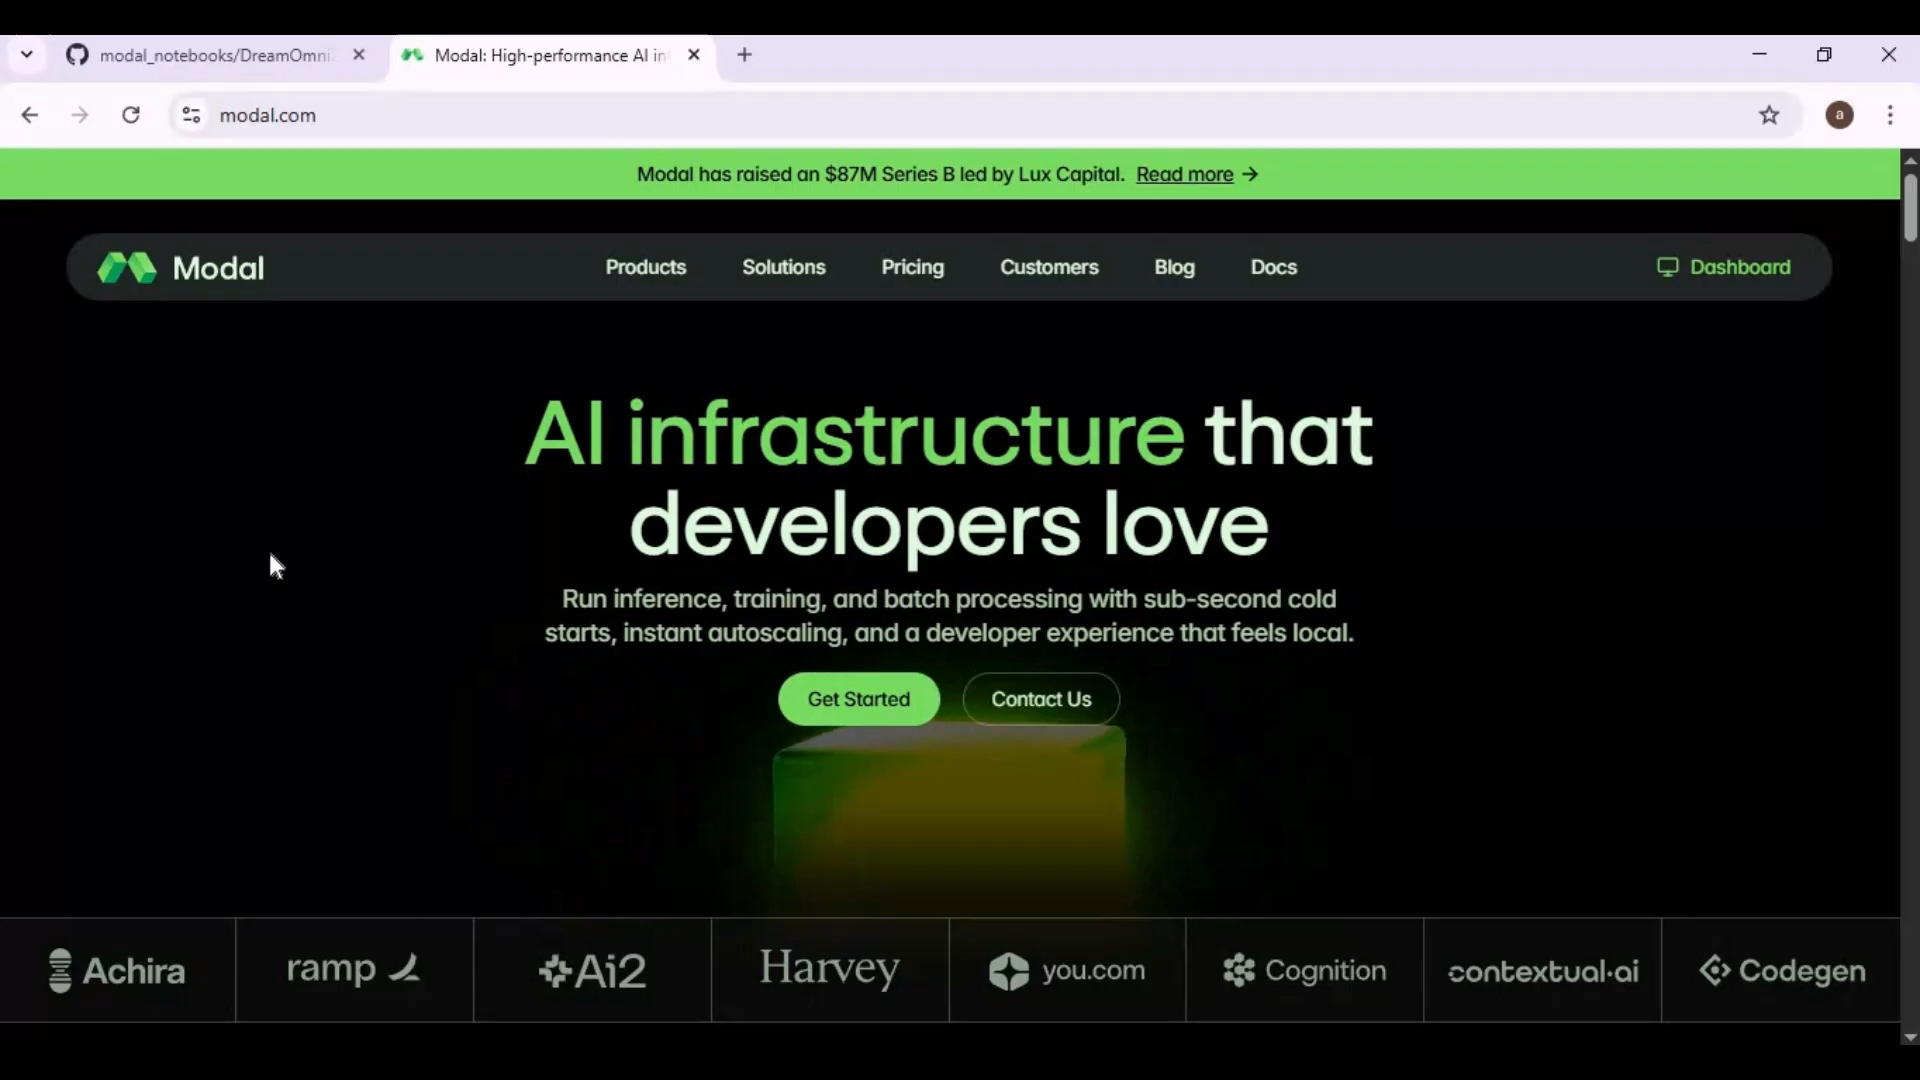 modal_notebooks/DreamOmni
Modal: High-performance AI in
modal.com
a
Modal has raised an $87M Series B led by Lux Capital. Read more →
Modal
Products
Solutions
Pricing
Customers
Blog
Docs
Dashboard
AI infrastructure that
developers love
Run inference, training, and batch processing with sub-second cold
starts, instant autoscaling, and a developer experience that feels local.
Get Started
Contact Us
Achira
ramp
Ai2
Harvey
you.com
Cognition
contextual·ai
Codegen